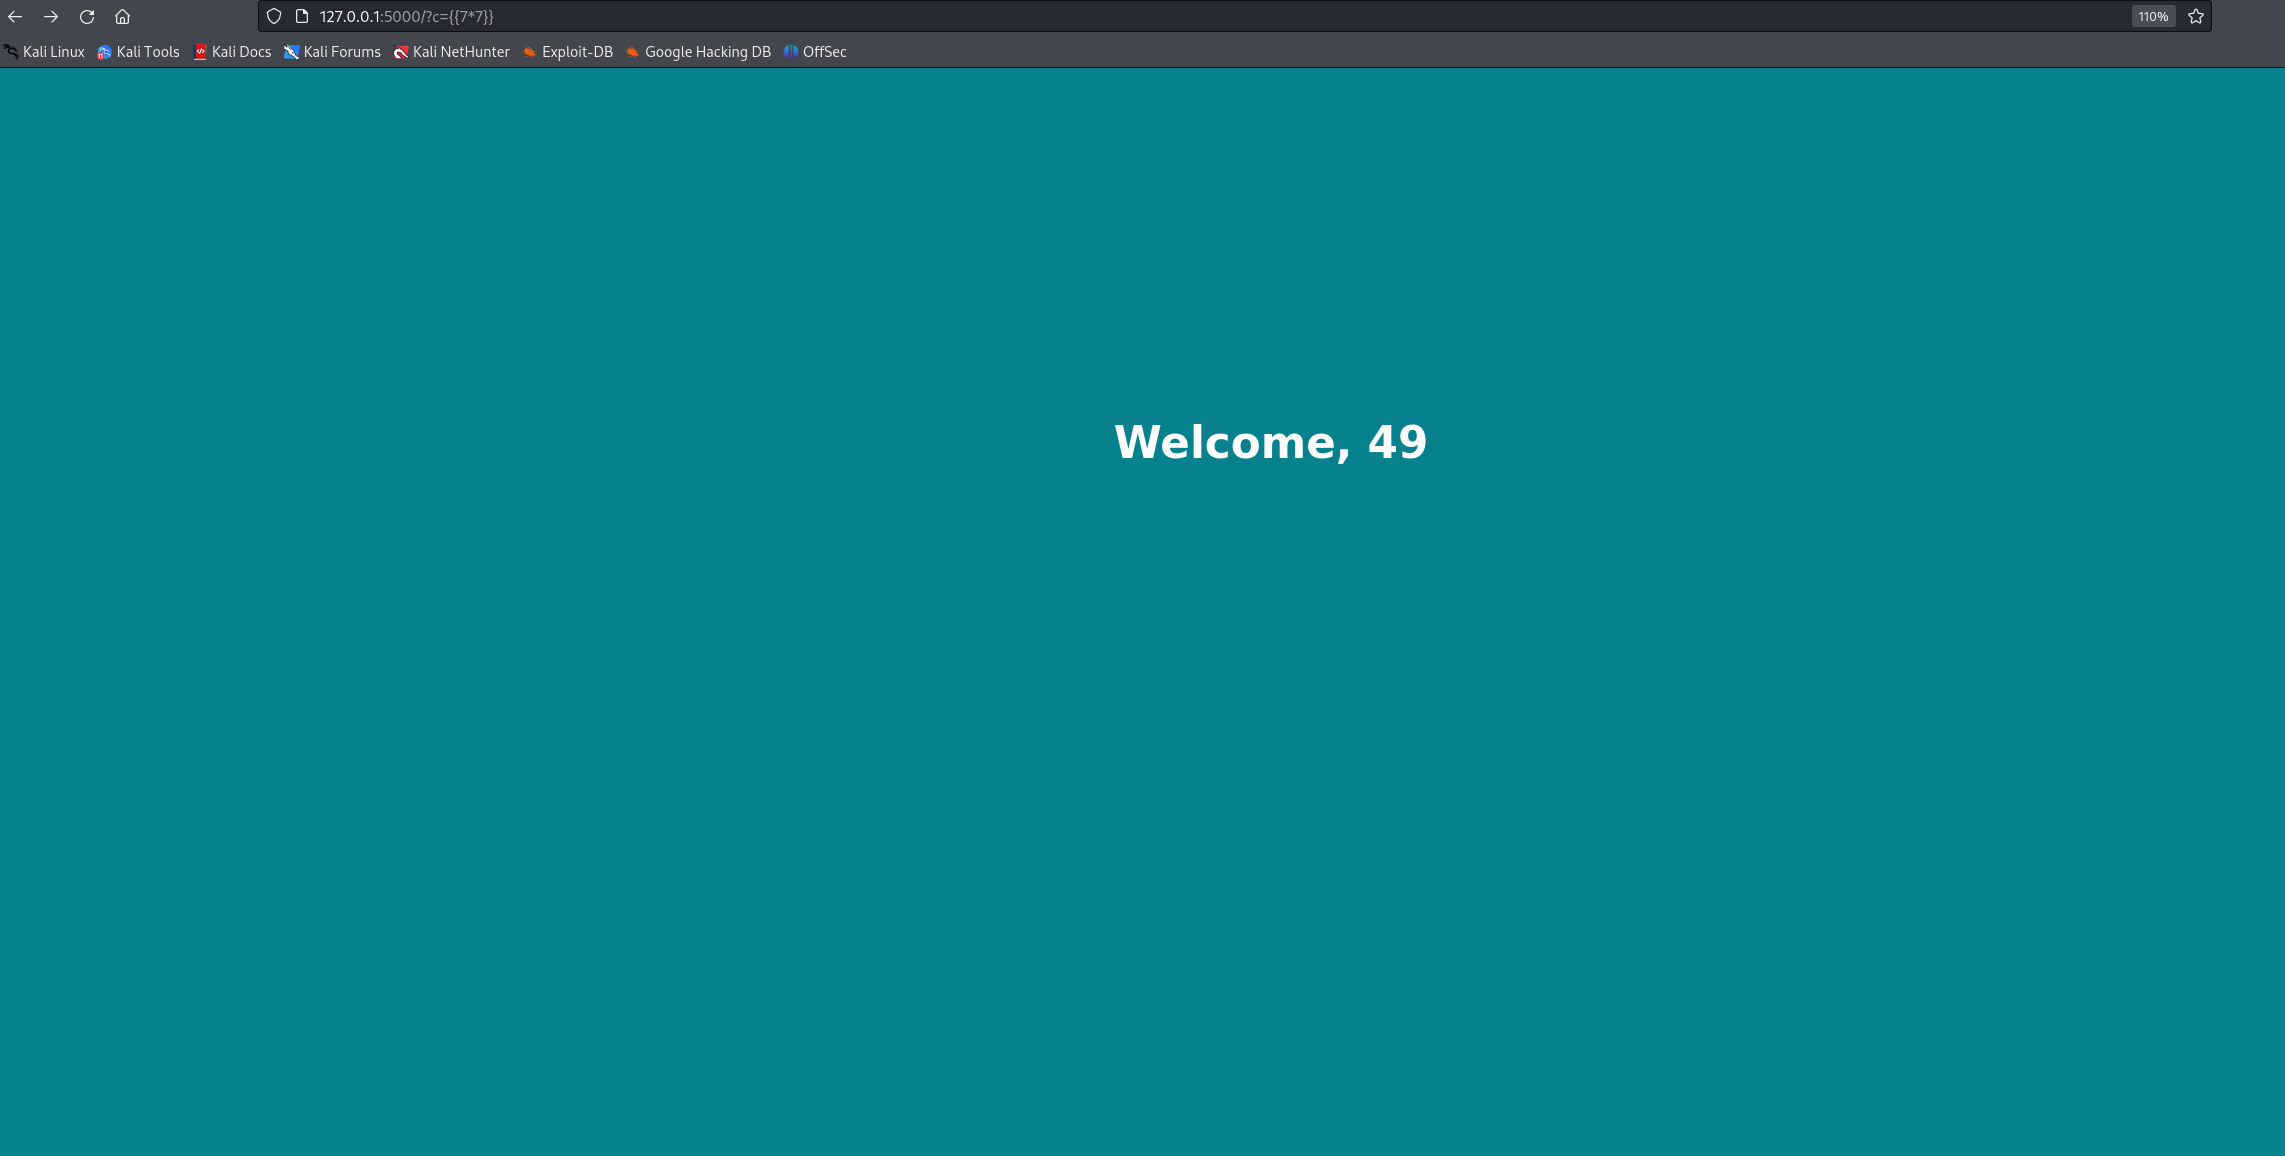 127.0.0.1:5000/?c={{7*7}}
110%
Kali Linux Kali Tools Kali Docs Kali Forums Kali NetHunter Exploit-DB Google Hacking DB OffSec
Welcome, 49